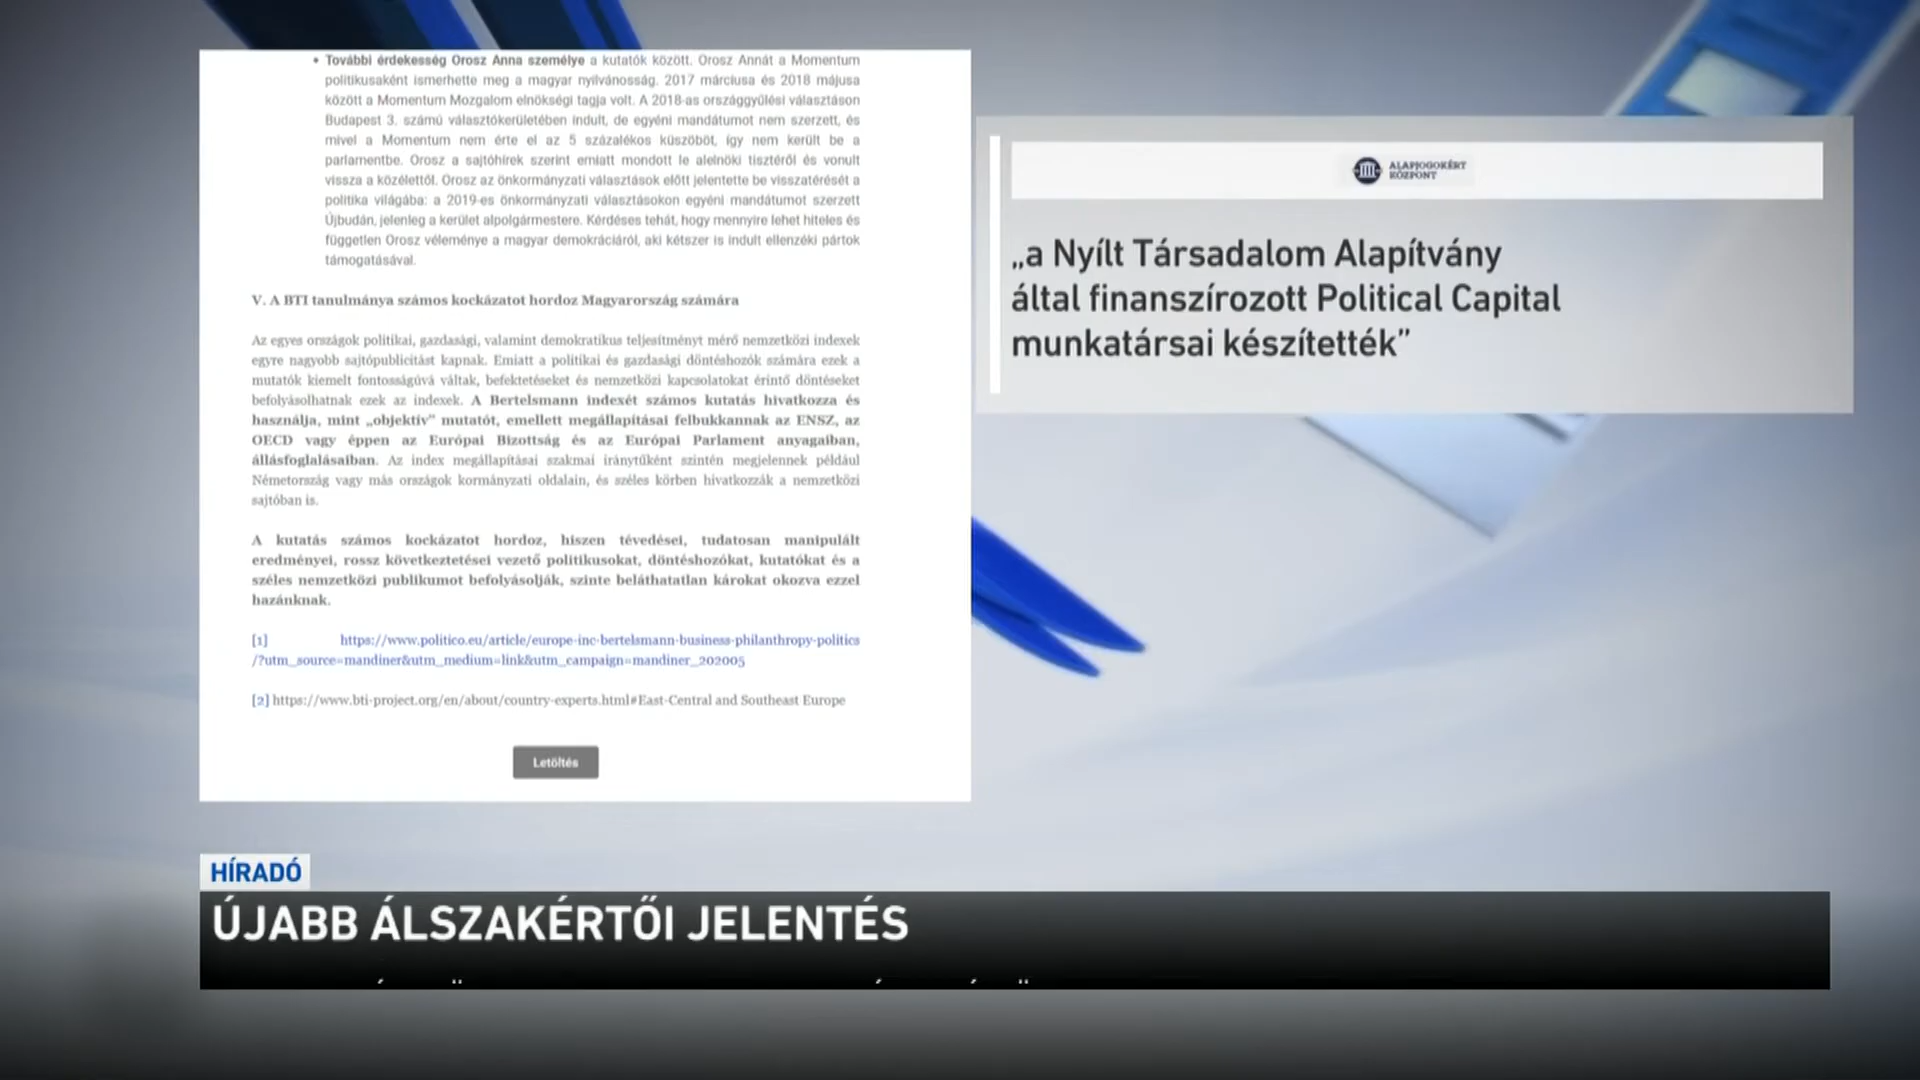 • További érdekesség Orosz Anna személye a kutatók között. Orosz Annát a Momentum
politikusaként ismerhette meg a magyar nyilvánosság. 2017 márciusa és 2018 májusa
között a Momentum Mozgalom elnökségi tagja volt. A 2018-as országgyűlési választáson
Budapest 3. számú választókerületében indult, de egyéni mandátumot nem szerzett, és
mivel a Momentum nem érte el az 5 százalékos küszöböt, így nem került be a
parlamentbe. Orosz a sajtóhírek szerint emiatt mondott le alelnöki tisztéről és vonult
vissza a közélettől. Orosz az önkormányzati választások előtt jelentette be visszatérését a
politika világába: a 2019-es önkormányzati választásokon egyéni mandátumot szerzett
Újbudán, jelenleg a kerület alpolgármestere. Kérdéses tehát, hogy mennyire lehet hiteles és
független Orosz véleménye a magyar demokráciáról, aki kétszer is indult ellenzéki pártok
támogatásával.
V. A BTI tanulmánya számos kockázatot hordoz Magyarország számára
Az egyes országok politikai, gazdasági, valamint demokratikus teljesítményt mérő nemzetközi indexek
egyre nagyobb sajtópublicitást kapnak. Emiatt a politikai és gazdasági döntéshozók számára ezek a
mutatók kiemelt fontosságúvá váltak, befektetéseket és nemzetközi kapcsolatokat érintő döntéseket
befolyásolhatnak ezek az indexek. A Bertelsmann indexét számos kutatás hivatkozza és
használja, mint „objektív” mutatót, emellett megállapításai felbukkannak az ENSZ, az
OECD vagy éppen az Európai Bizottság és az Európai Parlament anyagaiban,
állásfoglalásaiban. Az index megállapításai szakmai iránytűként szintén megjelennek például
Németország vagy más országok kormányzati oldalain, és széles körben hivatkozzák a nemzetközi
sajtóban is.
A kutatás számos kockázatot hordoz, hiszen tévedései, tudatosan manipulált
eredményei, rossz következtetései vezető politikusokat, döntéshozókat, kutatókat és a
széles nemzetközi publikumot befolyásolják, szinte beláthatatlan károkat okozva ezzel
hazánknak.
[1] https://www.politico.eu/article/europe-inc-bertelsmann-business-philanthropy-politics
/?utm_source=mandiner&utm_medium=link&utm_campaign=mandiner_202005
[2] https://www.bti-project.org/en/about/country-experts.html#East-Central and Southeast Europe
Letöltés
ALAPJOGOKÉRT
KÖZPONT
„a Nyílt Társadalom Alapítvány
által finanszírozott Political Capital
munkatársai készítették”
HÍRADÓ
ÚJABB ÁLSZAKÉRTŐI JELENTÉS